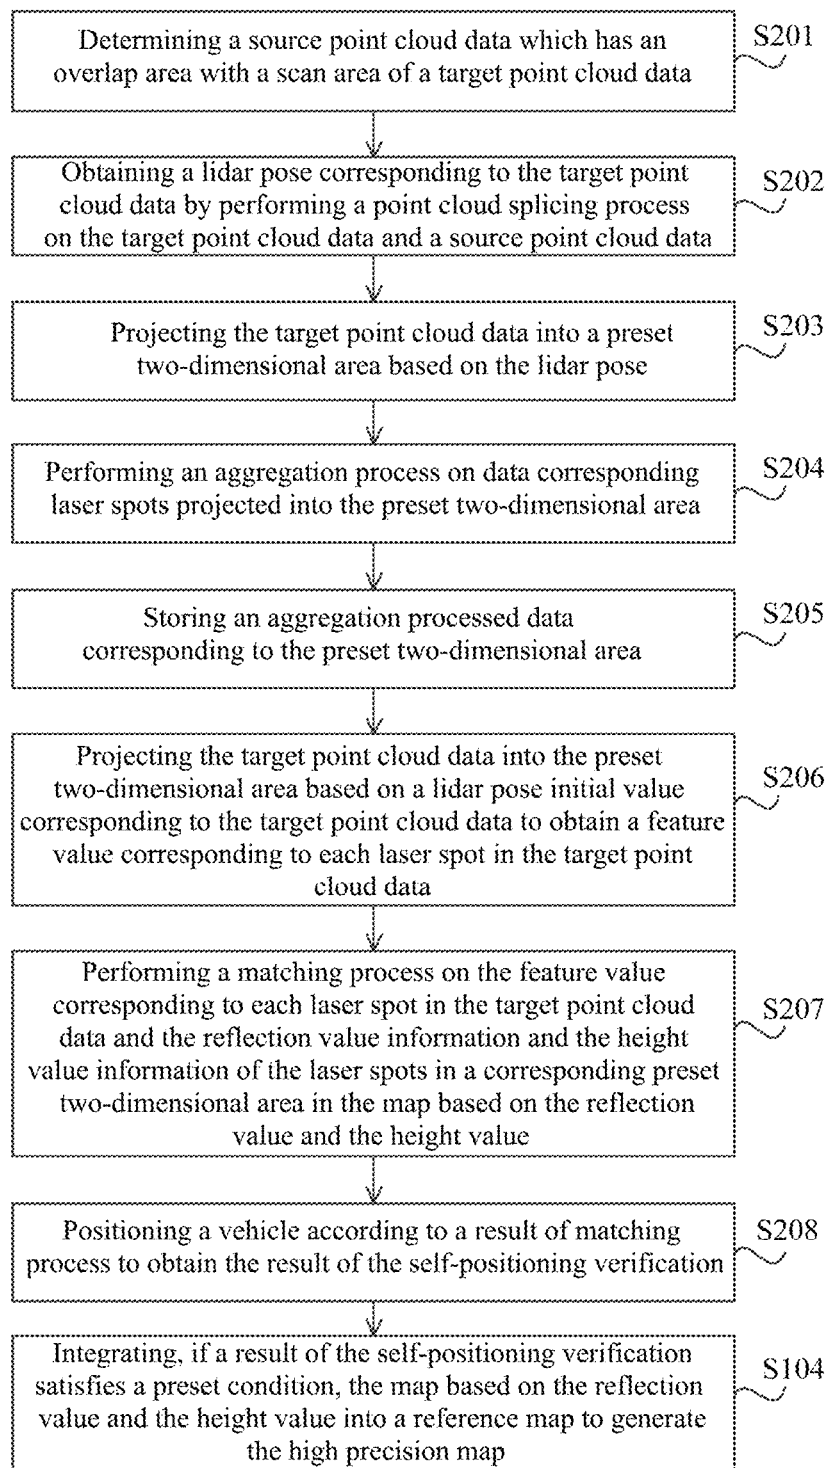 Determining a source point cloud data which has an
overlap area with a scan area of a target point cloud data
S201
Obtaining a lidar pose corresponding to the target point
cloud data by performing a point cloud splicing process
on the target point cloud data and a source point cloud data
S202
Projecting the target point cloud data into a preset
two-dimensional area based on the lidar pose
S203
Performing an aggregation process on data corresponding
laser spots projected into the preset two-dimensional area
S204
Storing an aggregation processed data
corresponding to the preset two-dimensional area
S205
Projecting the target point cloud data into the preset
two-dimensional area based on a lidar pose initial value
corresponding to the target point cloud data to obtain a feature
value corresponding to each laser spot in the target point
cloud data
S206
Performing a matching process on the feature value
corresponding to each laser spot in the target point cloud
data and the reflection value information and the height
value information of the laser spots in a corresponding preset
two-dimensional area in the map based on the reflection
value and the height value
S207
Positioning a vehicle according to a result of matching
process to obtain the result of the self-positioning verification
S208
Integrating, if a result of the self-positioning verification
satisfies a preset condition, the map based on the reflection
value and the height value into a reference map to generate
the high precision map
S104